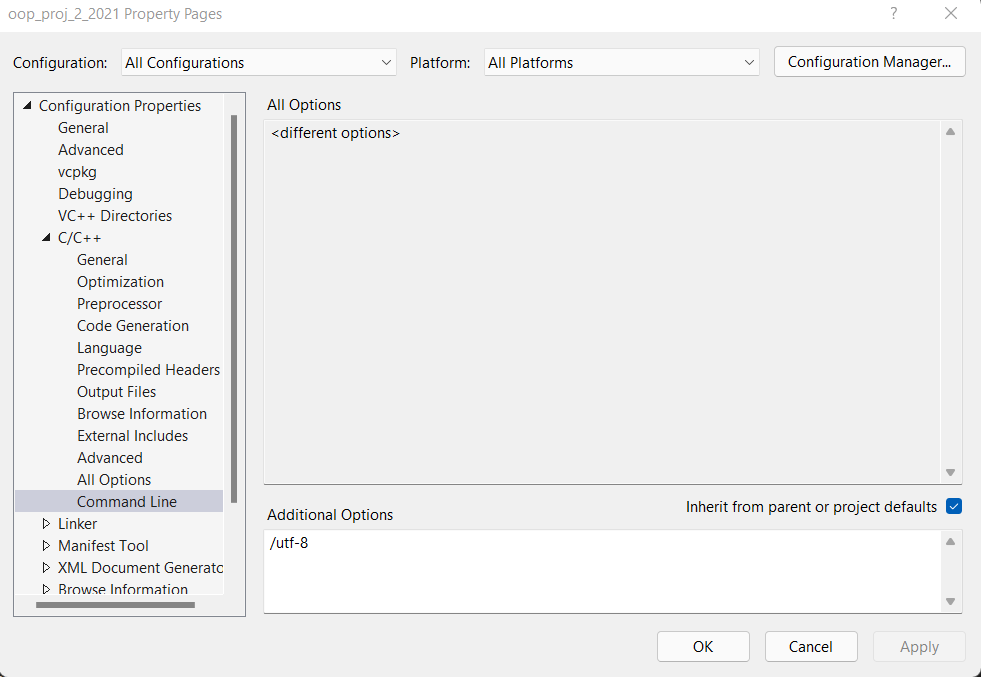 oop_proj_2_2021 Property Pages
Configuration: All Configurations Platform: All Platforms Configuration Manager...
Configuration Properties
General
Advanced
vcpkg
Debugging
VC++ Directories
C/C++
General
Optimization
Preprocessor
Code Generation
Language
Precompiled Headers
Output Files
Browse Information
External Includes
Advanced
All Options
Command Line
Linker
Manifest Tool
XML Document Generato
Browse Information
All Options
<different options>
Additional Options
Inherit from parent or project defaults
/utf-8
OK Cancel Apply